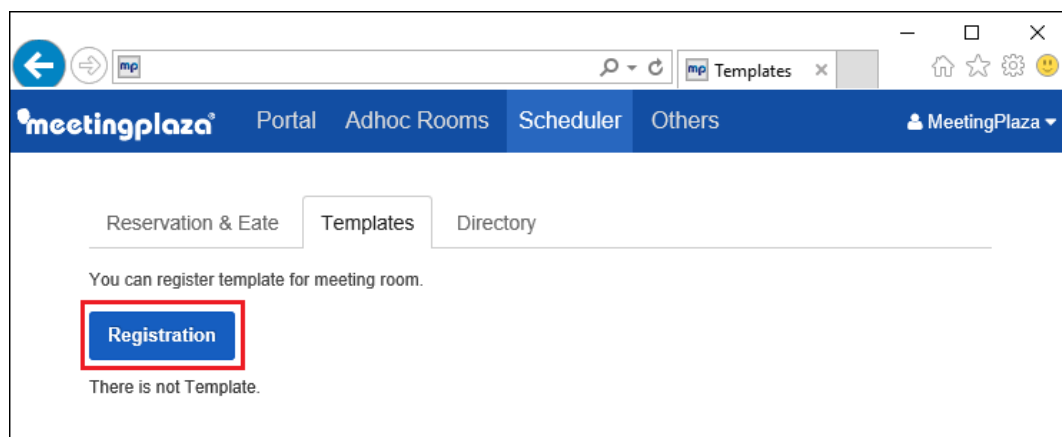 mp
mp Templates
meetingplaza Portal Adhoc Rooms Scheduler Others MeetingPlaza
Reservation & Eate Templates Directory
You can register template for meeting room.
Registration
There is not Template.